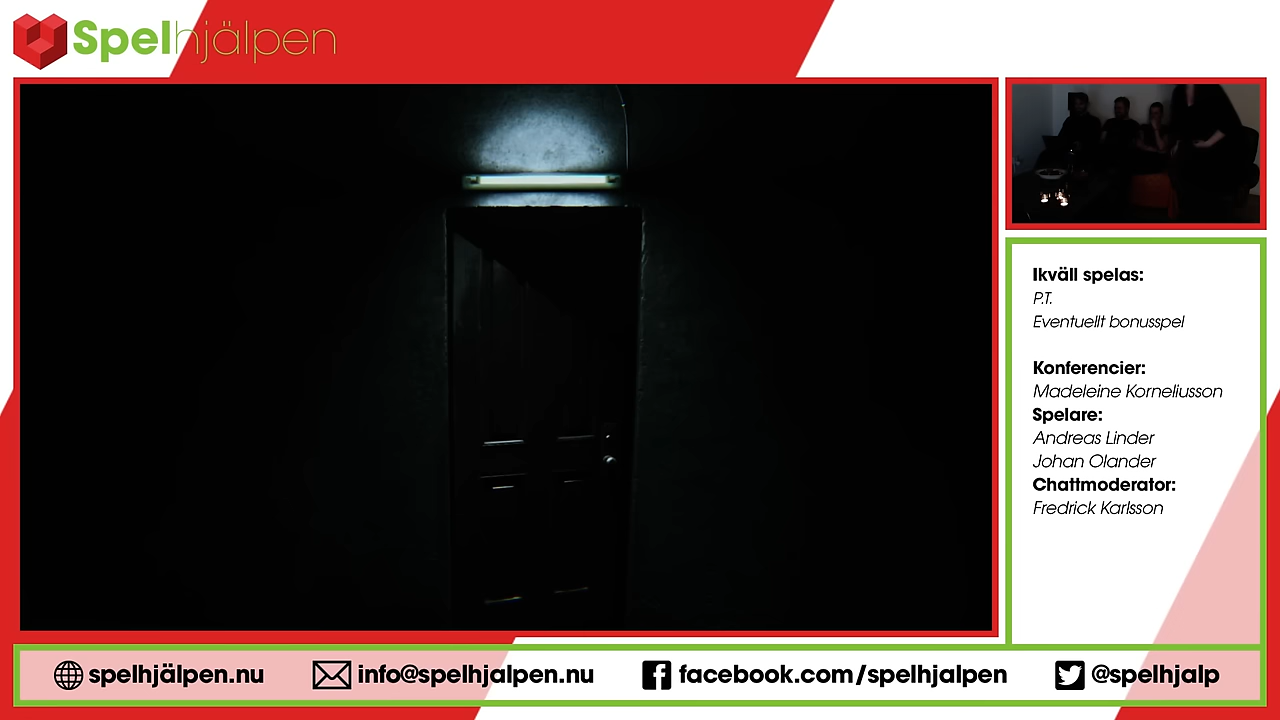 Spelhjälpen
Ikväll spelas:
P.T.
Eventuellt bonusspel
Konferencier:
Madeleine Korneliusson
Spelare:
Andreas Linder
Johan Olander
Chattmoderator:
Fredrick Karlsson
spelhjälpen.nu
info@spelhjalpen.nu
facebook.com/spelhjalpen
@spelhjalp